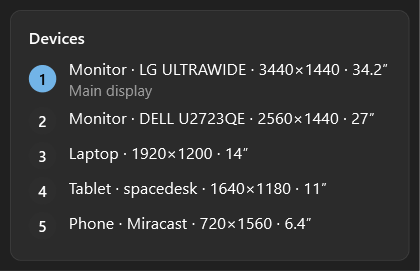 Devices
1 Monitor · LG ULTRAWIDE · 3440×1440 · 34.2″
Main display
2 Monitor · DELL U2723QE · 2560×1440 · 27″
3 Laptop · 1920×1200 · 14″
4 Tablet · spacedesk · 1640×1180 · 11″
5 Phone · Miracast · 720×1560 · 6.4″